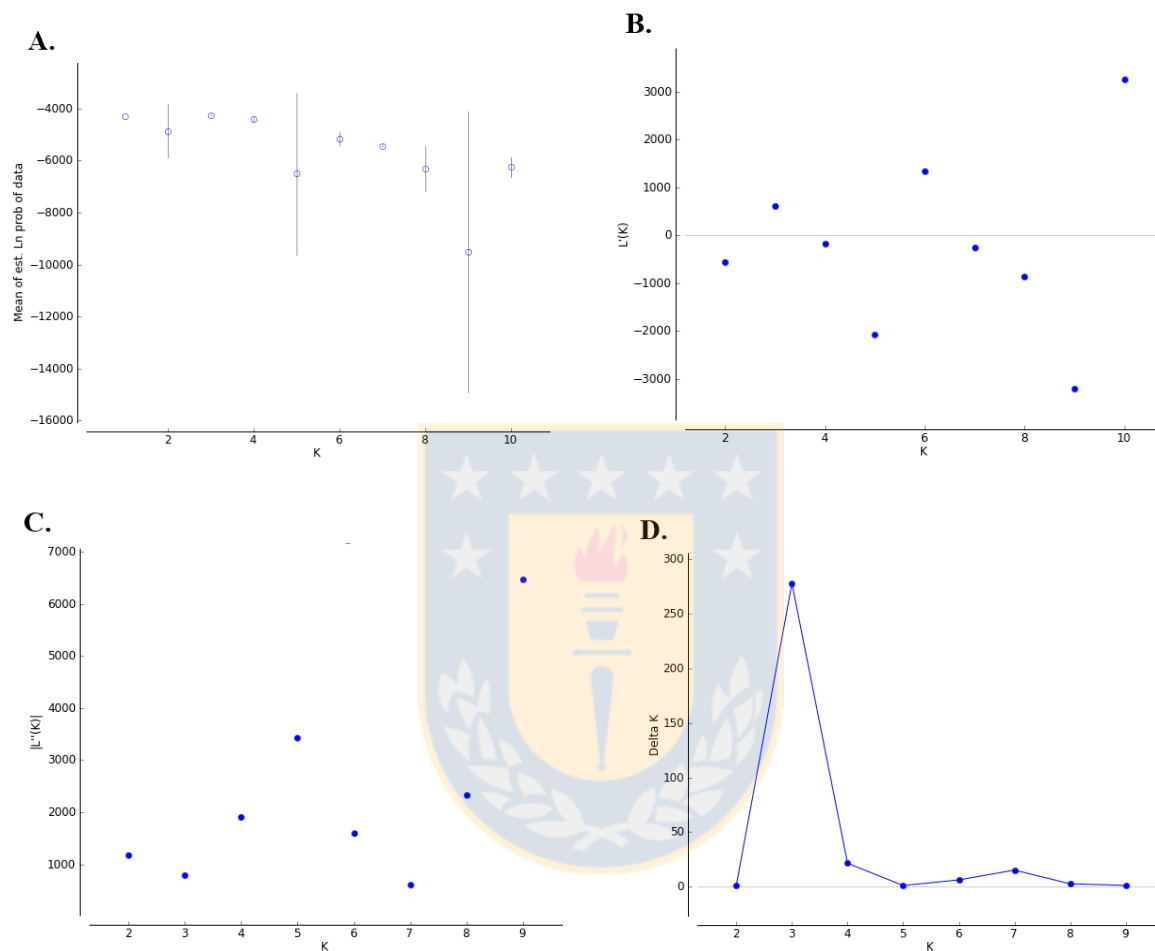 A.
−4000
−6000
−8000
−10000
−12000
−14000
−16000
Mean of est. Ln prob of data
2 4 6 8 10
K
B.
3000
2000
1000
0
−1000
−2000
−3000
L'(K)
2 4 6 8 10
K
C.
7000
6000
5000
4000
3000
2000
1000
|L''(K)|
2 3 4 5 6 7 8 9
K
D.
300
250
200
150
100
50
0
Delta K
2 3 4 5 6 7 8 9
K